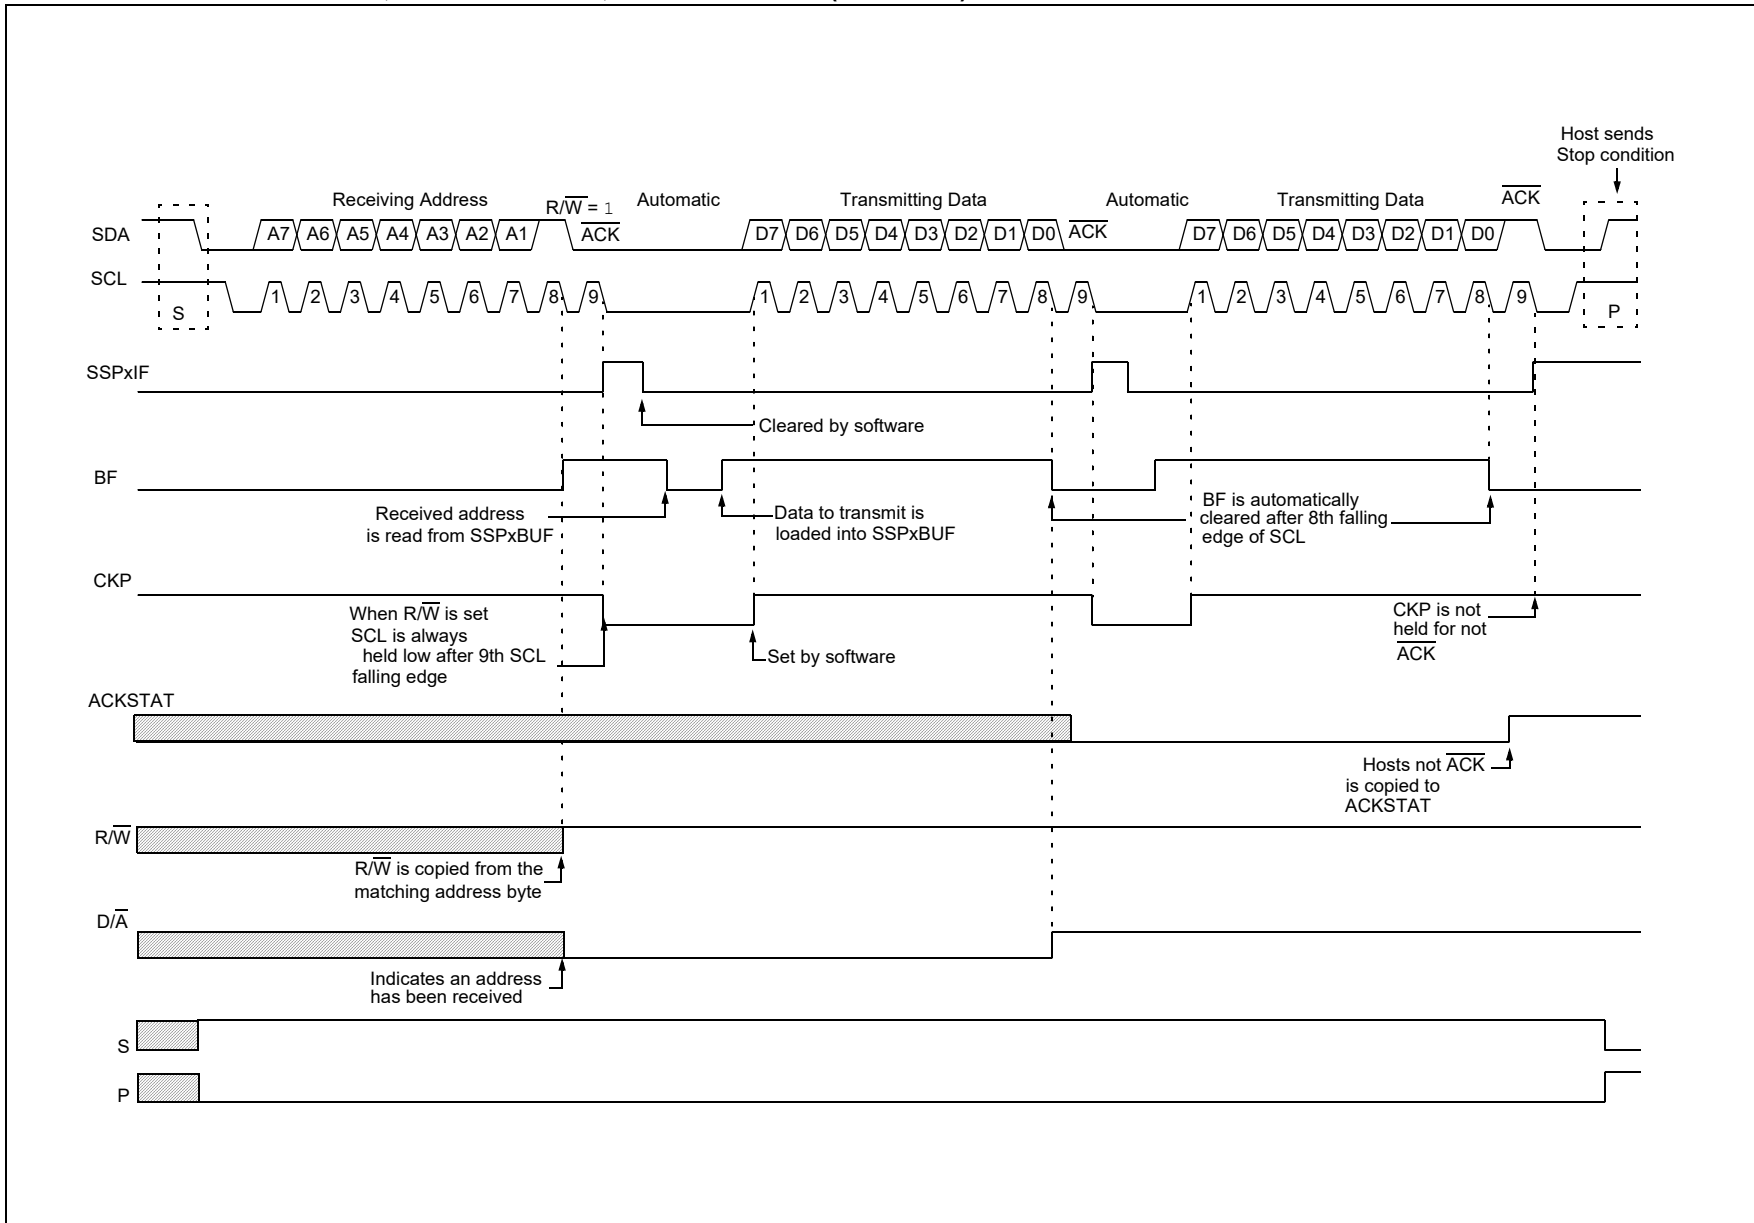 Host sends
Stop condition
Receiving Address
R/W̅ = 1
Automatic
Transmitting Data
Automatic
Transmitting Data
A̅C̅K̅
SDA
A7 A6 A5 A4 A3 A2 A1
A̅C̅K̅
D7 D6 D5 D4 D3 D2 D1 D0
A̅C̅K̅
D7 D6 D5 D4 D3 D2 D1 D0
SCL
S
1 2 3 4 5 6 7 8 9
1 2 3 4 5 6 7 8 9
1 2 3 4 5 6 7 8 9
P
SSPxIF
Cleared by software
BF
Received address
is read from SSPxBUF
Data to transmit is
loaded into SSPxBUF
BF is automatically
cleared after 8th falling
edge of SCL
CKP
When R/W̅ is set
SCL is always
held low after 9th SCL
falling edge
Set by software
CKP is not
held for not
A̅C̅K̅
ACKSTAT
Hosts not A̅C̅K̅
is copied to
ACKSTAT
R/W̅
R/W̅ is copied from the
matching address byte
D/A̅
Indicates an address
has been received
S
P